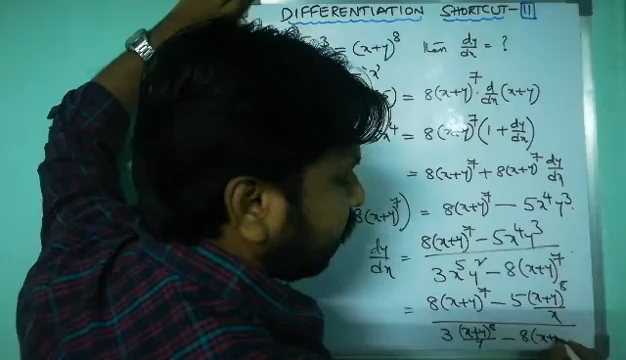 DIFFERENTIATION SHORTCUT-11
³ = (x+y)⁸ then dy/dx = ?
= 8(x+y)⁷ · d/dx (x+y)
x⁴ = 8(x+y)⁷ (1 + dy/dx)
= 8(x+y)⁷ + 8(x+y)⁷ dy/dx
8(x+y)⁷) = 8(x+y)⁷ − 5x⁴y³.
dy/dx = (8(x+y)⁷ − 5x⁴y³) / (3x⁵y² − 8(x+y)⁷)
= (8(x+y)⁷ − 5(x+y)⁸/x) / (3(x+y)⁸/y − 8(x+